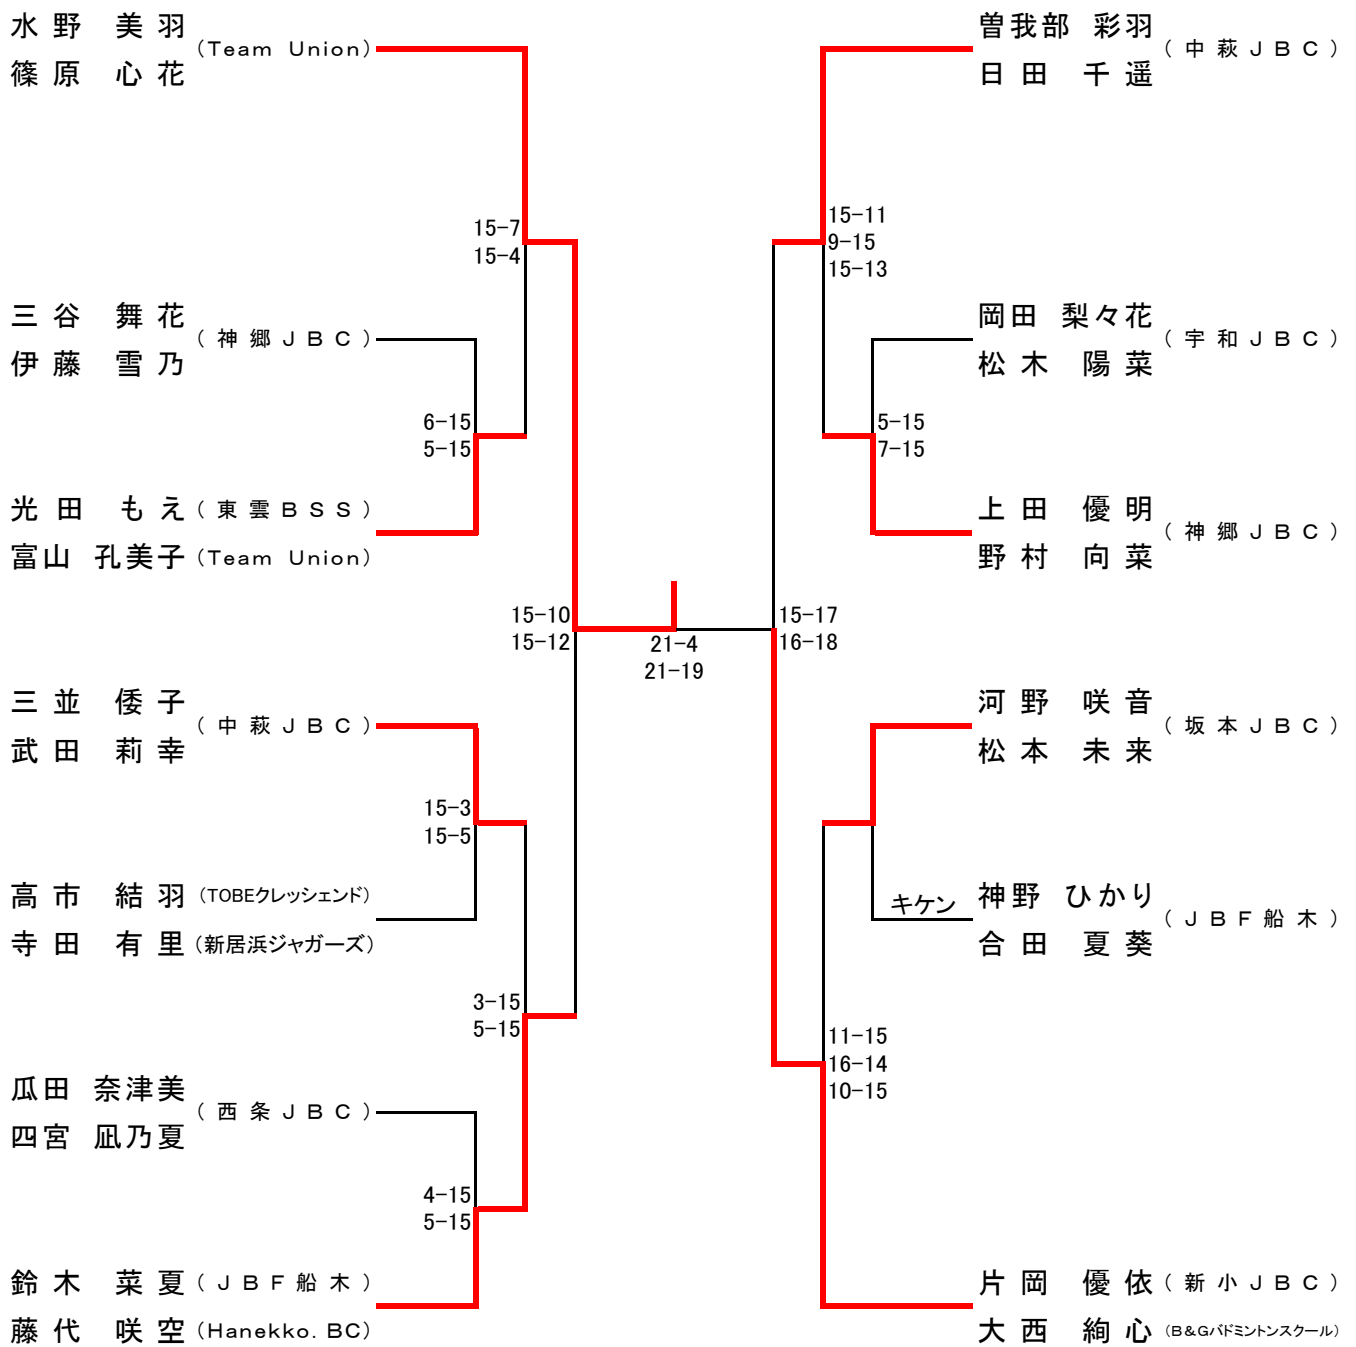 水野 美羽
篠原 心花
(Team Union)
三谷 舞花
伊藤 雪乃
(神郷JBC)
光田 もえ (東雲BSS)
富山 孔美子 (Team Union)
三並 倭子
武田 莉幸
(中萩JBC)
高市 結羽 (TOBEクレッシェンド)
寺田 有里 (新居浜ジャガーズ)
瓜田 奈津美
四宮 凪乃夏
(西条JBC)
鈴木 菜夏 (JBF船木)
藤代 咲空 (Hanekko.BC)
15-7
15-4
6-15
5-15
15-10
15-12
15-3
15-5
3-15
5-15
4-15
5-15
21-4
21-19
15-11
9-15
15-13
5-15
7-15
15-17
16-18
キケン
11-15
16-14
10-15
曽我部 彩羽
日田 千遥
(中萩JBC)
岡田 梨々花
松木 陽菜
(宇和JBC)
上田 優明
野村 向菜
(神郷JBC)
河野 咲音
松本 未来
(坂本JBC)
神野 ひかり
合田 夏葵
(JBF船木)
片岡 優依 (新小JBC)
大西 絢心 (B&Gバドミントンスクール)